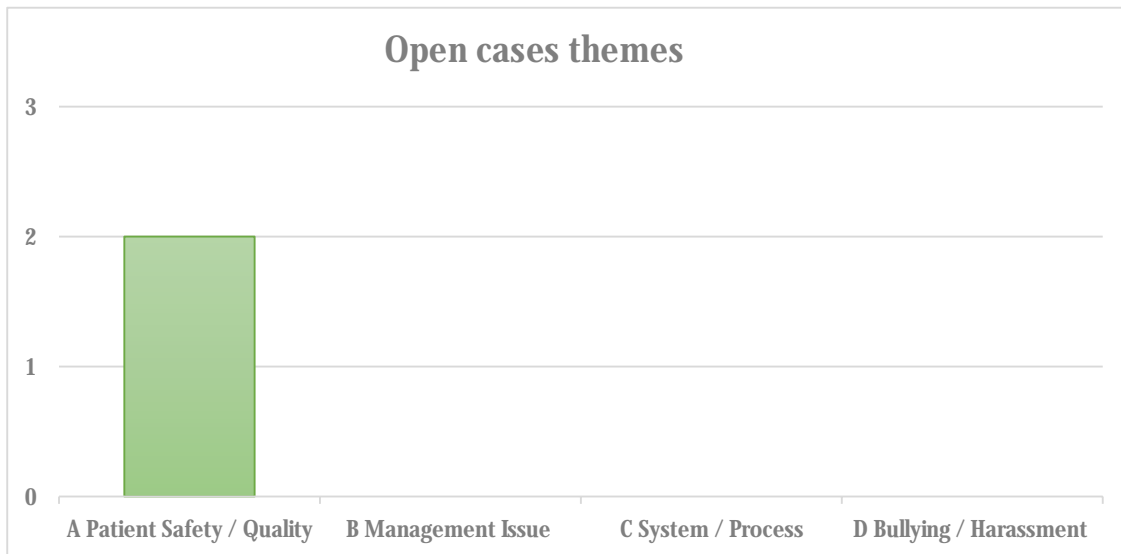 Open cases themes
3
2
1
0
A Patient Safety / Quality
B Management Issue
C System / Process
D Bullying / Harassment